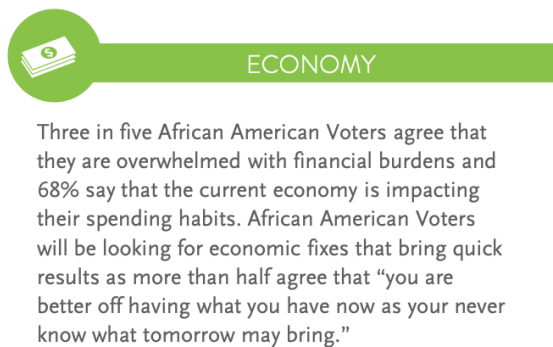 $
ECONOMY
Three in five African American Voters agree that
they are overwhelmed with financial burdens and
68% say that the current economy is impacting
their spending habits. African American Voters
will be looking for economic fixes that bring quick
results as more than half agree that “you are
better off having what you have now as your never
know what tomorrow may bring.”